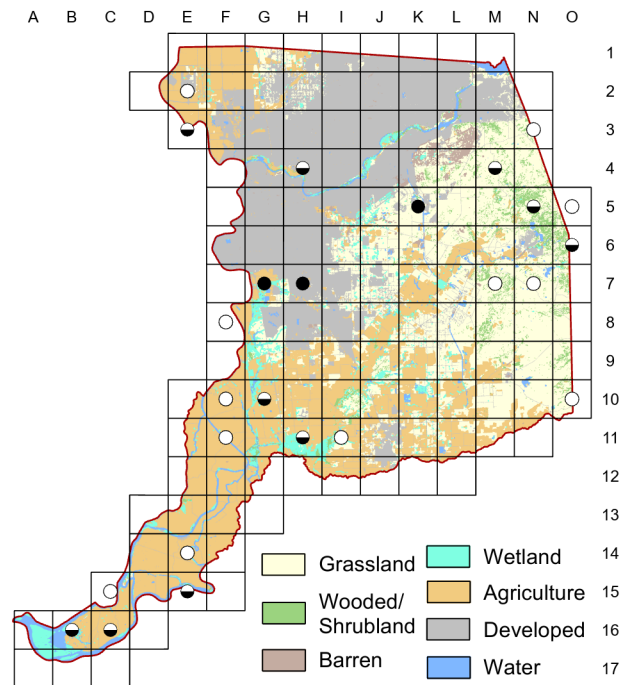 A B C D E F G H I J K L M N O
1
2
3
4
5
6
7
8
9
10
11
12
13
14
15
16
17
Grassland
Wooded/
Shrubland
Barren
Wetland
Agriculture
Developed
Water